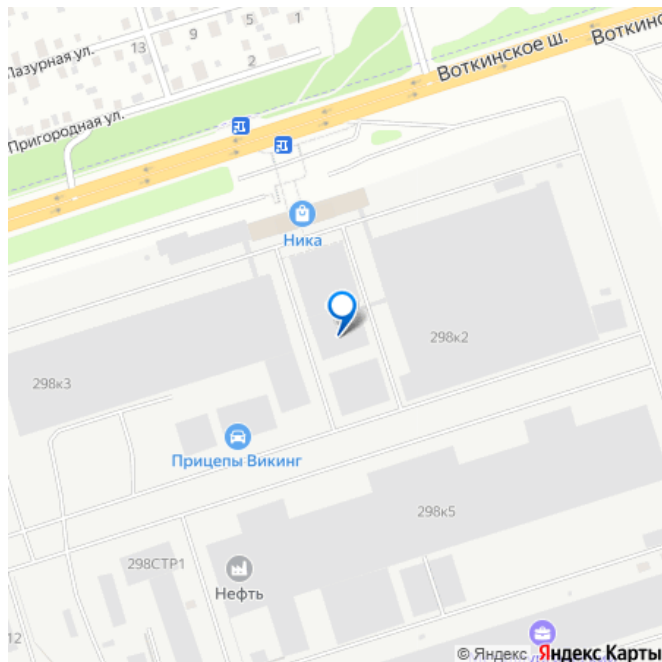 Лазурная ул.
13
9
5
5
1
2
Пригородная ул.
Воткинское ш.
Ника
298к2
298к3
Прицепы Викинг
298к5
298СТР1
Нефть
12
© Яндекс Яндекс Карты